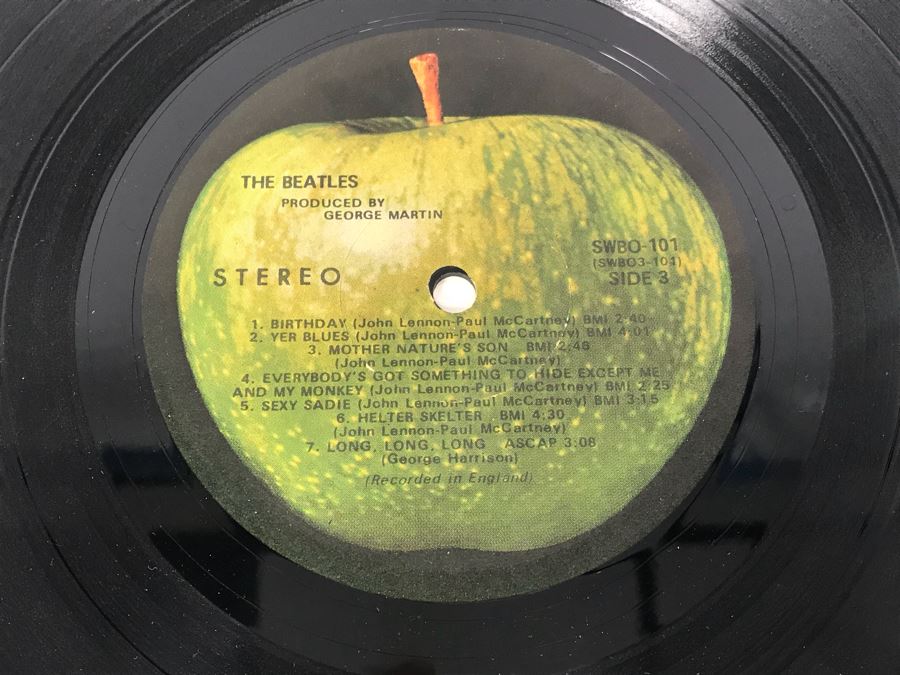 THE BEATLES
PRODUCED BY
GEORGE MARTIN
STEREO
SWBO-101
(SWBO3-101)
SIDE 3
1. BIRTHDAY (John Lennon-Paul McCartney) BMI 2:40
2. YER BLUES (John Lennon-Paul McCartney) BMI 4:01
3. MOTHER NATURE'S SON BMI 2:46
(John Lennon-Paul McCartney)
4. EVERYBODY'S GOT SOMETHING TO HIDE EXCEPT ME
AND MY MONKEY (John Lennon-Paul McCartney) BMI 2:25
5. SEXY SADIE (John Lennon-Paul McCartney) BMI 3:15
6. HELTER SKELTER BMI 4:30
(John Lennon-Paul McCartney)
7. LONG, LONG, LONG ASCAP 3:08
(George Harrison)
(Recorded in England)